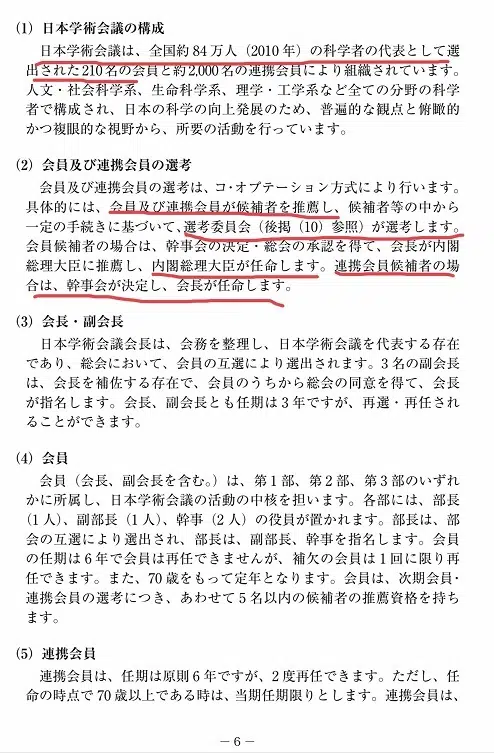 (1) 日本学術会議の構成
日本学術会議は、全国約84万人（2010年）の科学者の代表として選
出された210名の会員と約2,000名の連携会員により組織されています。
人文・社会科学系、生命科学系、理学・工学系など全ての分野の科学
者で構成され、日本の科学の向上発展のため、普遍的な観点と俯瞰的
かつ複眼的な視野から、所要の活動を行っています。
(2) 会員及び連携会員の選考
会員及び連携会員の選考は、コ・オプテーション方式により行います。
具体的には、会員及び連携会員が候補者を推薦し、候補者等の中から
一定の手続きに基づいて、選考委員会（後掲（10）参照）が選考します。
会員候補者の場合は、幹事会の決定・総会の承認を得て、会長が内閣
総理大臣に推薦し、内閣総理大臣が任命します。連携会員候補者の場
合は、幹事会が決定し、会長が任命します。
(3) 会長・副会長
日本学術会議会長は、会務を整理し、日本学術会議を代表する存在
であり、総会において、会員の互選により選出されます。3名の副会長
は、会長を補佐する存在で、会員のうちから総会の同意を得て、会長
が指名します。会長、副会長とも任期は3年ですが、再選・再任され
ることができます。
(4) 会員
会員（会長、副会長を含む。）は、第1部、第2部、第3部のいずれ
かに所属し、日本学術会議の活動の中核を担います。各部には、部長
(1人)、副部長（1人）、幹事（2人）の役員が置かれます。部長は、部
会の互選により選出され、部長は、副部長、幹事を指名します。会員
の任期は6年で会員は再任できませんが、補欠の会員は1回に限り再
任できます。また、70歳をもって定年となります。会員は、次期会員・
連携会員の選考につき、あわせて5名以内の候補者の推薦資格を持ち
ます。
(5) 連携会員
連携会員は、任期は原則6年ですが、2度再任できます。ただし、任
命の時点で70歳以上である時は、当期任期限りとします。連携会員は、
－6－